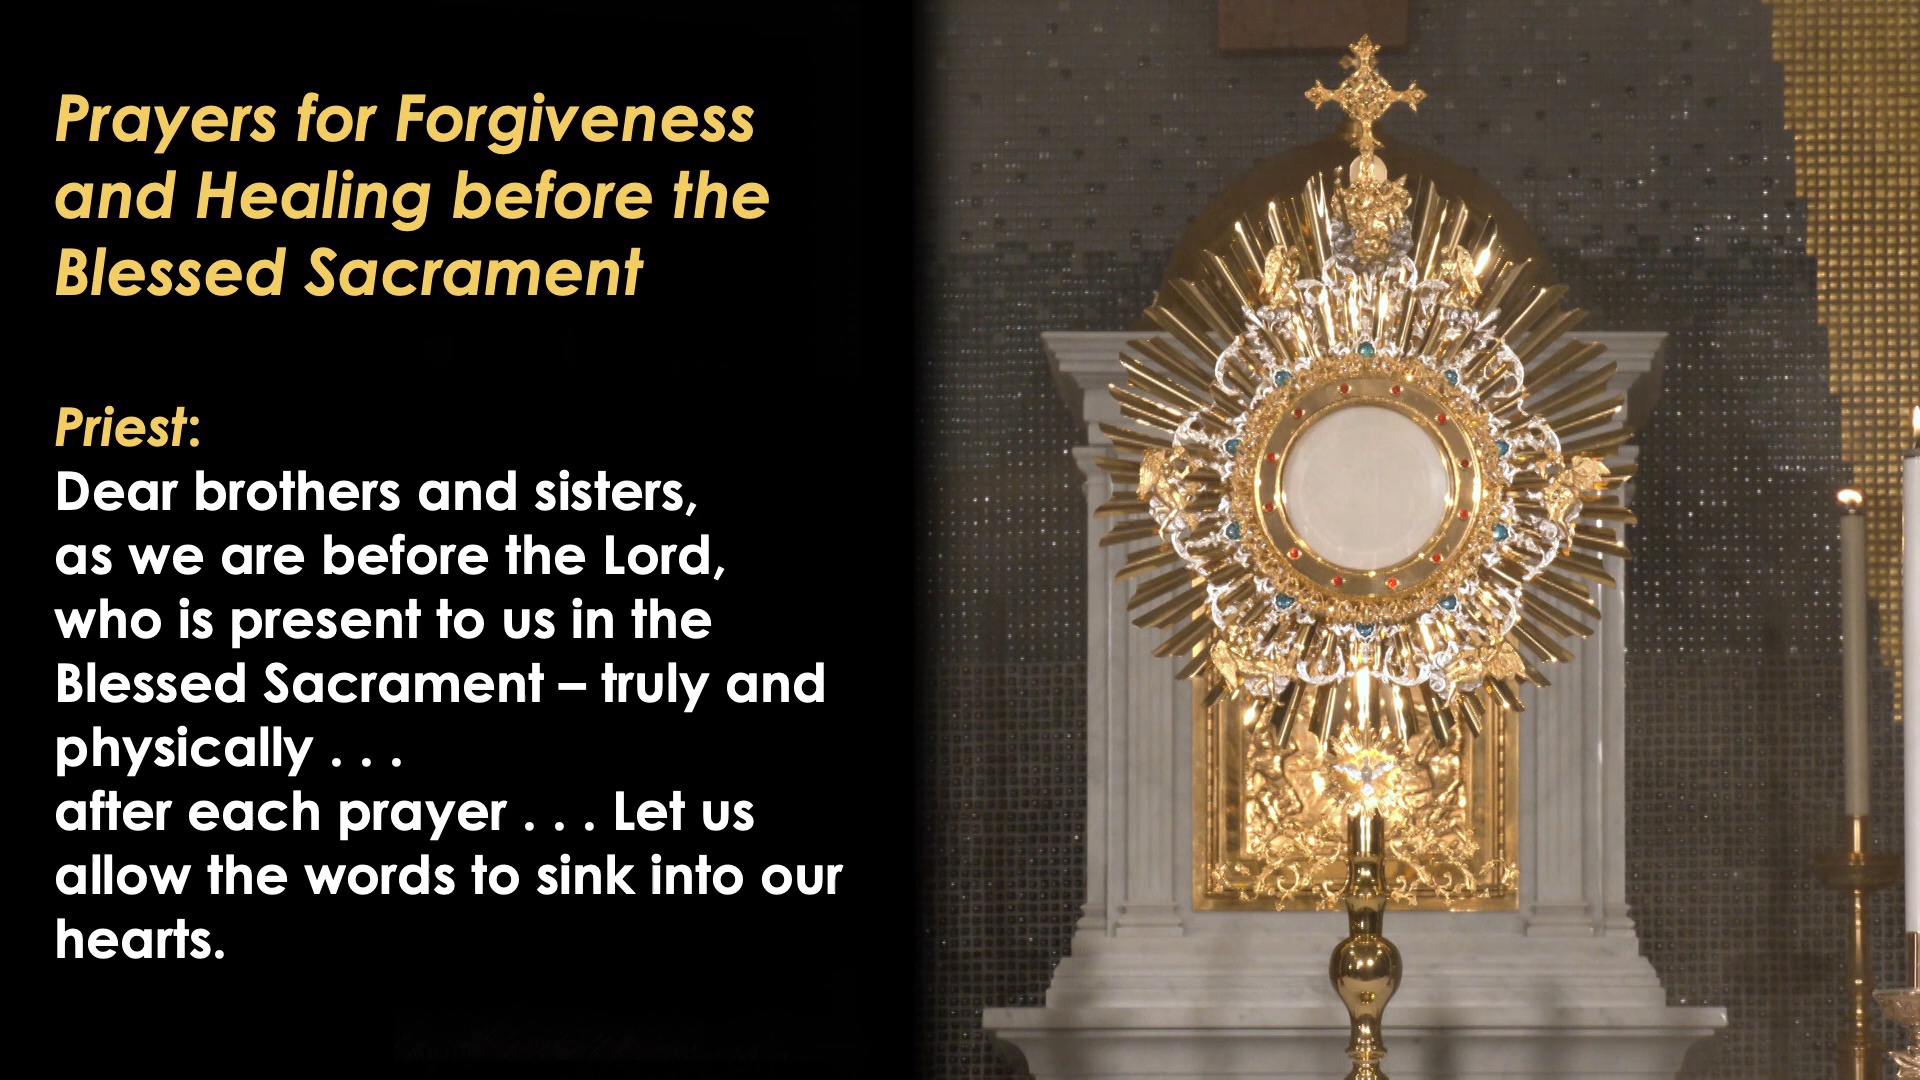 Prayers for Forgiveness
and Healing before the
Blessed Sacrament
Priest:
Dear brothers and sisters,
as we are before the Lord,
who is present to us in the
Blessed Sacrament – truly and
physically . . .
after each prayer . . . Let us
allow the words to sink into our
hearts.